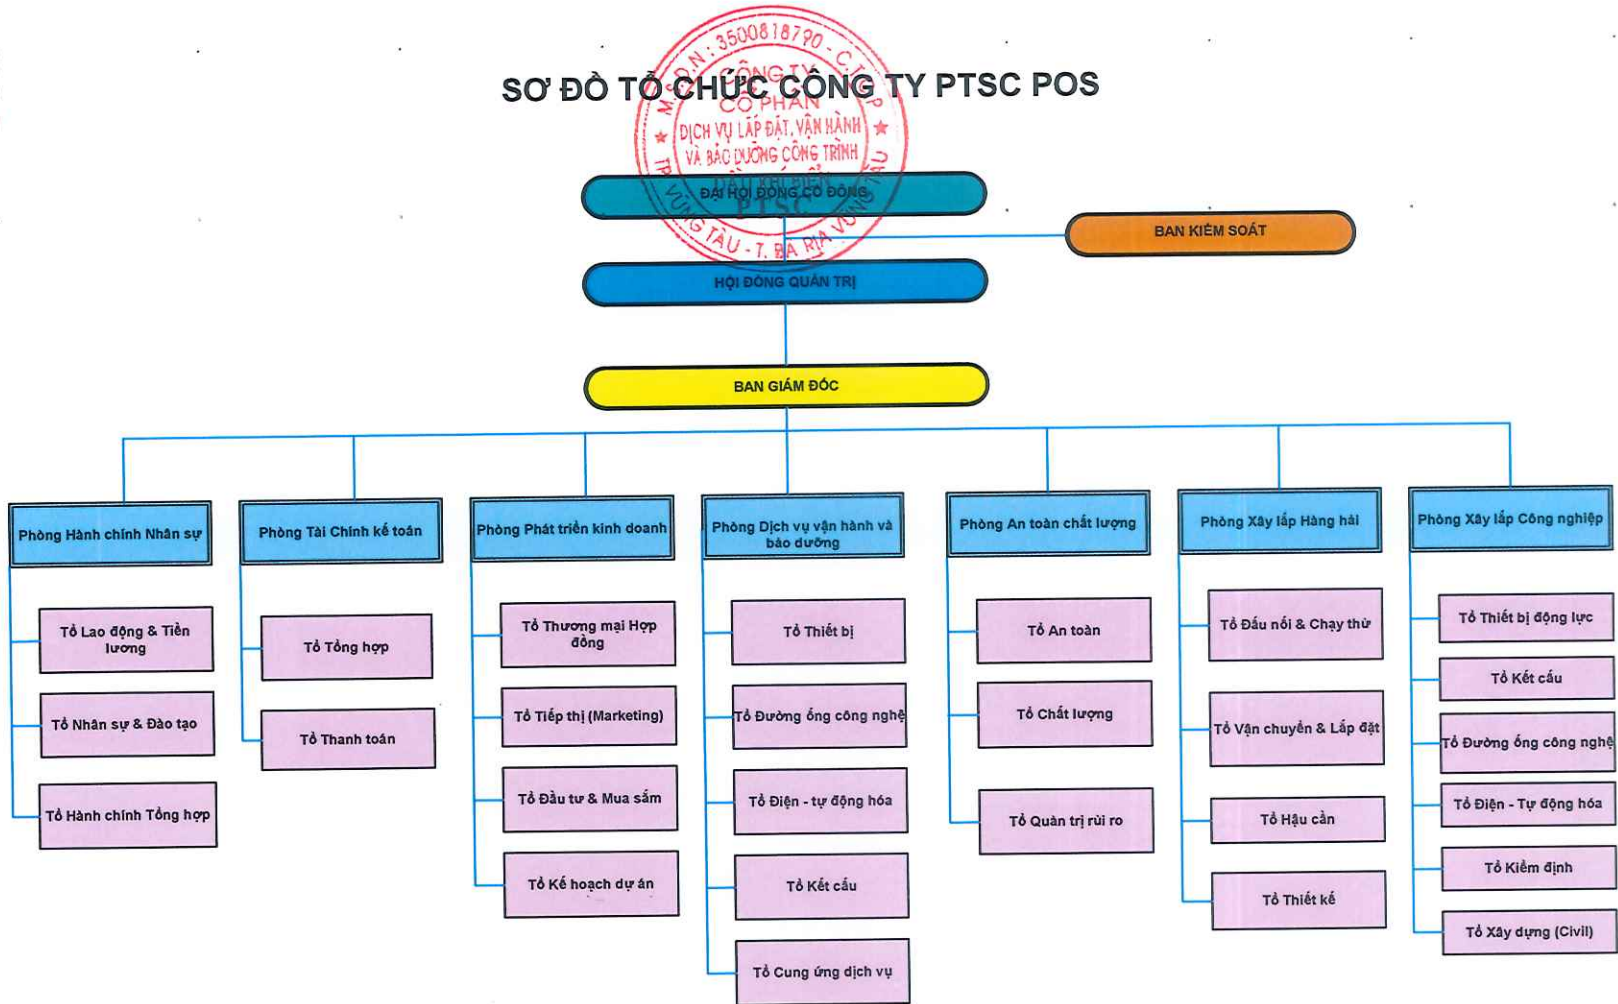 M.S.D.N: 3500818790 - C.T.C.P
SƠ ĐỒ TỔ CHỨC CÔNG TY PTSC POS
CÔNG TY
CỔ PHẦN
DỊCH VỤ LẮP ĐẶT, VẬN HÀNH
VÀ BẢO DƯỠNG CÔNG TRÌNH
DẦU KHÍ BIỂN
PTSC
TP. VŨNG TÀU - T. BÀ RỊA VŨNG TÀU
ĐẠI HỘI ĐỒNG CỔ ĐÔNG
BAN KIỂM SOÁT
HỘI ĐỒNG QUẢN TRỊ
BAN GIÁM ĐỐC
Phòng Hành chính Nhân sự
Tổ Lao động & Tiền
lương
Tổ Nhân sự & Đào tạo
Tổ Hành chính Tổng hợp
Phòng Tài Chính kế toán
Tổ Tổng hợp
Tổ Thanh toán
Phòng Phát triển kinh doanh
Tổ Thương mại Hợp
đồng
Tổ Tiếp thị (Marketing)
Tổ Đầu tư & Mua sắm
Tổ Kế hoạch dự án
Phòng Dịch vụ vận hành và
bảo dưỡng
Tổ Thiết bị
Tổ Đường ống công nghệ
Tổ Điện - tự động hóa
Tổ Kết cấu
Tổ Cung ứng dịch vụ
Phòng An toàn chất lượng
Tổ An toàn
Tổ Chất lượng
Tổ Quản trị rủi ro
Phòng Xây lắp Hàng hải
Tổ Đấu nối & Chạy thử
Tổ Vận chuyển & Lắp đặt
Tổ Hậu cần
Tổ Thiết kế
Phòng Xây lắp Công nghiệp
Tổ Thiết bị động lực
Tổ Kết cấu
Tổ Đường ống công nghệ
Tổ Điện - Tự động hóa
Tổ Kiểm định
Tổ Xây dựng (Civil)